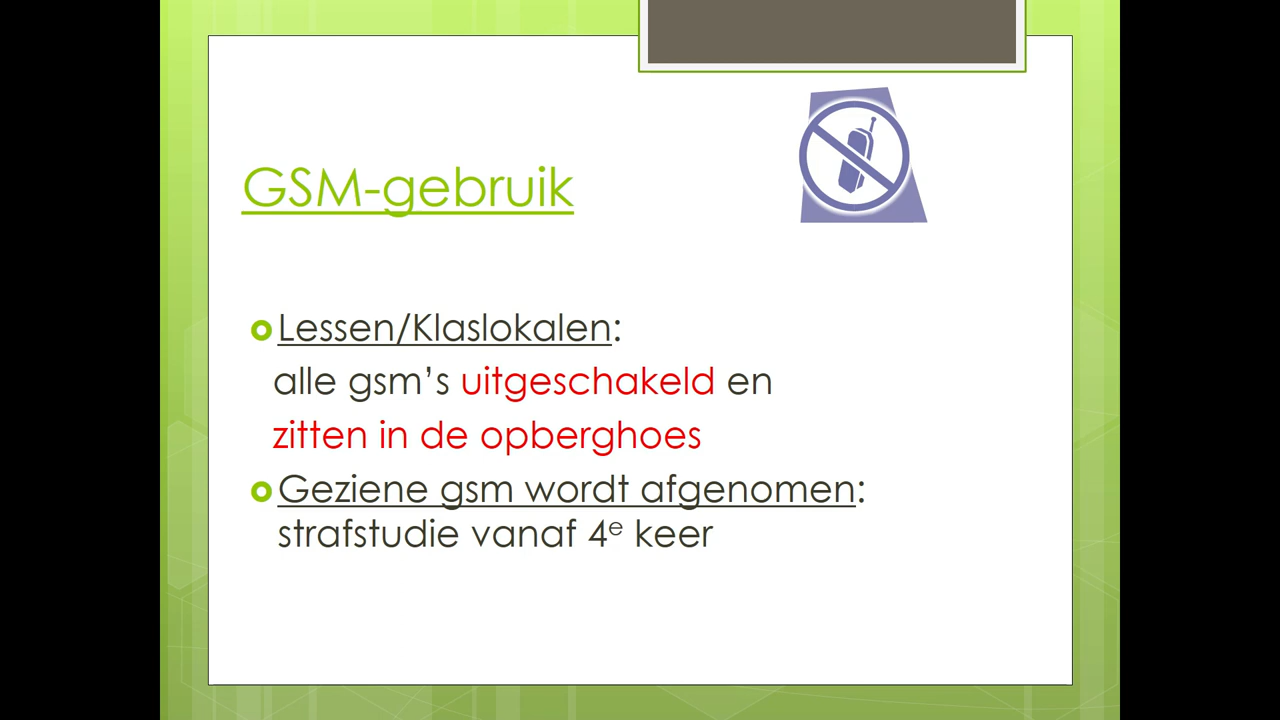 GSM-gebruik
Lessen/Klaslokalen:
alle gsm’s uitgeschakeld en
zitten in de opberghoes
Geziene gsm wordt afgenomen:
strafstudie vanaf 4e keer